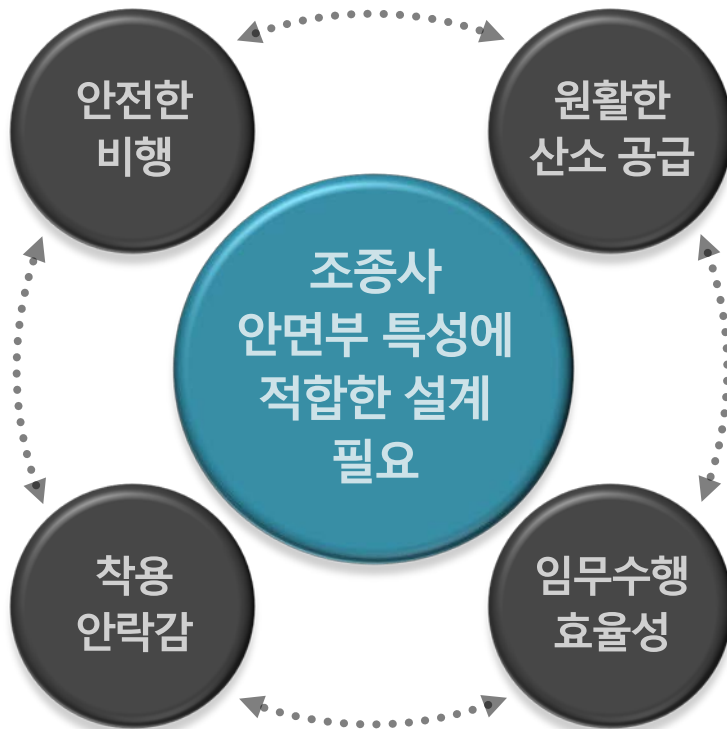 안전한
비행
원활한
산소 공급
조종사
안면부 특성에
적합한 설계
필요
착용
안락감
임무수행
효율성